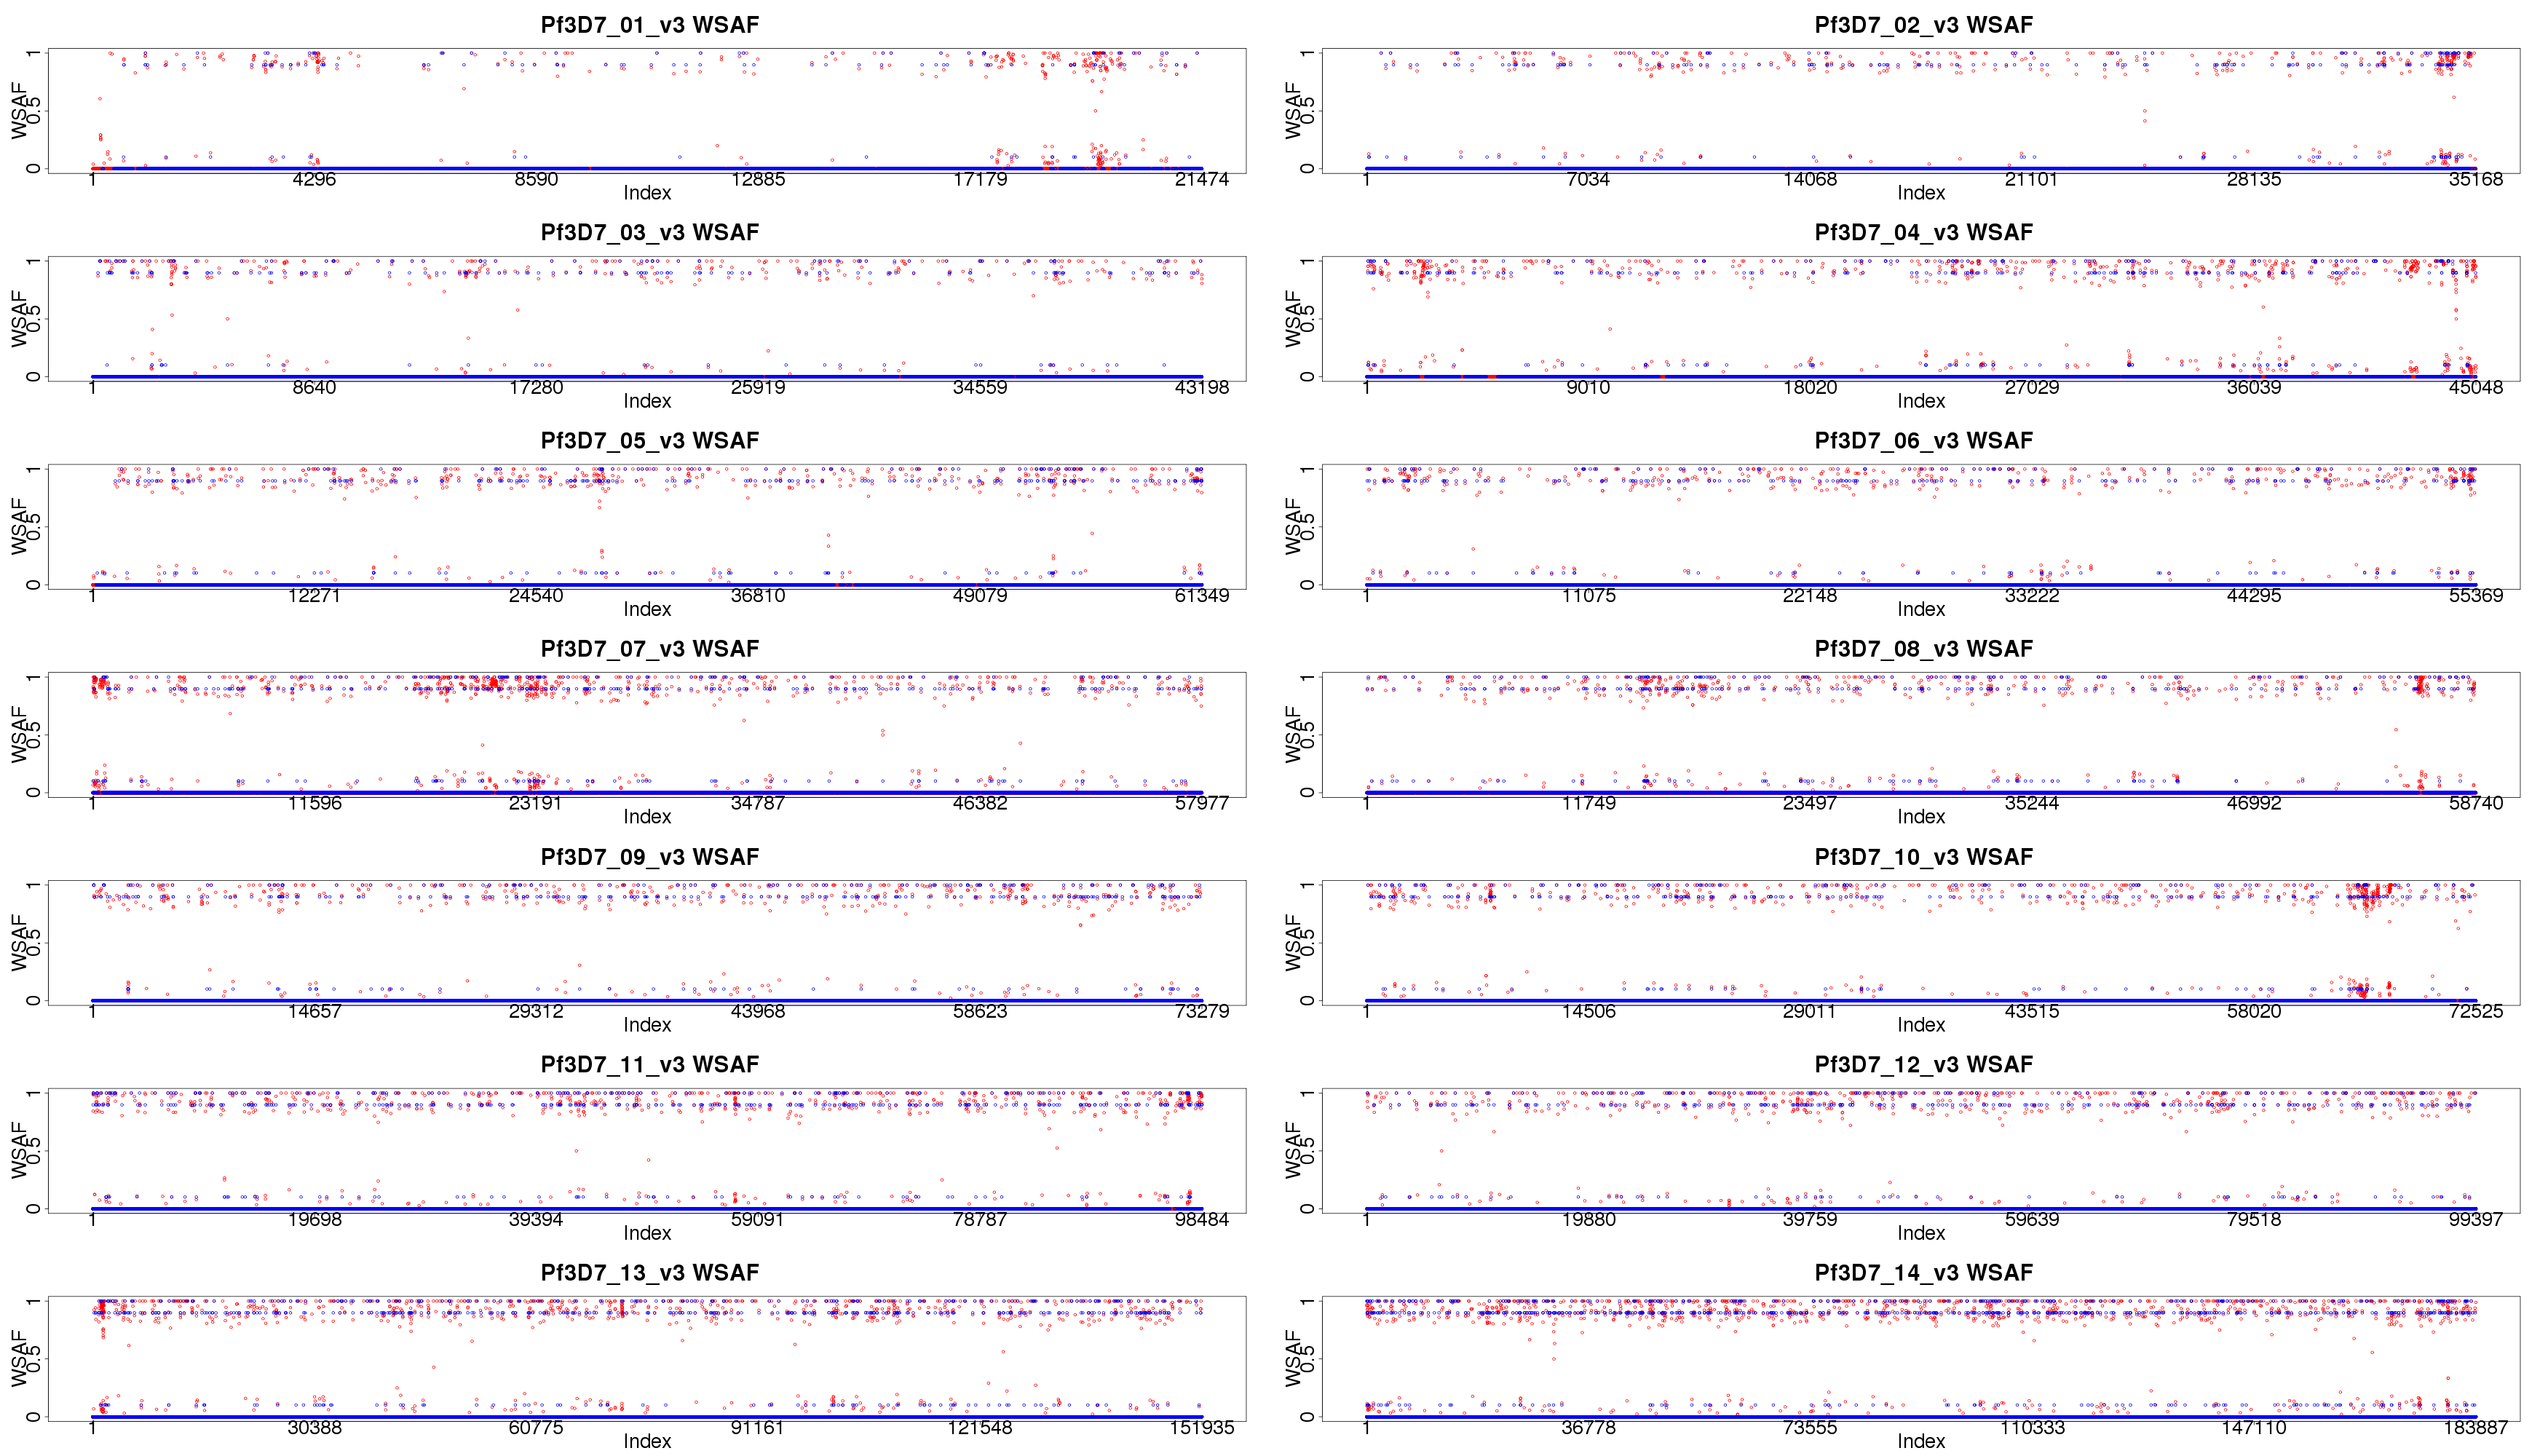 Pf3D7_01_v3 WSAF
WSAF
0 0.5 1
1 4296 8590 12885 17179 21474
Index
Pf3D7_02_v3 WSAF
WSAF
0 0.5 1
1 7034 14068 21101 28135 35168
Index
Pf3D7_03_v3 WSAF
WSAF
0 0.5 1
1 8640 17280 25919 34559 43198
Index
Pf3D7_04_v3 WSAF
WSAF
0 0.5 1
1 9010 18020 27029 36039 45048
Index
Pf3D7_05_v3 WSAF
WSAF
0 0.5 1
1 12271 24540 36810 49079 61349
Index
Pf3D7_06_v3 WSAF
WSAF
0 0.5 1
1 11075 22148 33222 44295 55369
Index
Pf3D7_07_v3 WSAF
WSAF
0 0.5 1
1 11596 23191 34787 46382 57977
Index
Pf3D7_08_v3 WSAF
WSAF
0 0.5 1
1 11749 23497 35244 46992 58740
Index
Pf3D7_09_v3 WSAF
WSAF
0 0.5 1
1 14657 29312 43968 58623 73279
Index
Pf3D7_10_v3 WSAF
WSAF
0 0.5 1
1 14506 29011 43515 58020 72525
Index
Pf3D7_11_v3 WSAF
WSAF
0 0.5 1
1 19698 39394 59091 78787 98484
Index
Pf3D7_12_v3 WSAF
WSAF
0 0.5 1
1 19880 39759 59639 79518 99397
Index
Pf3D7_13_v3 WSAF
WSAF
0 0.5 1
1 30388 60775 91161 121548 151935
Index
Pf3D7_14_v3 WSAF
WSAF
0 0.5 1
1 36778 73555 110333 147110 183887
Index